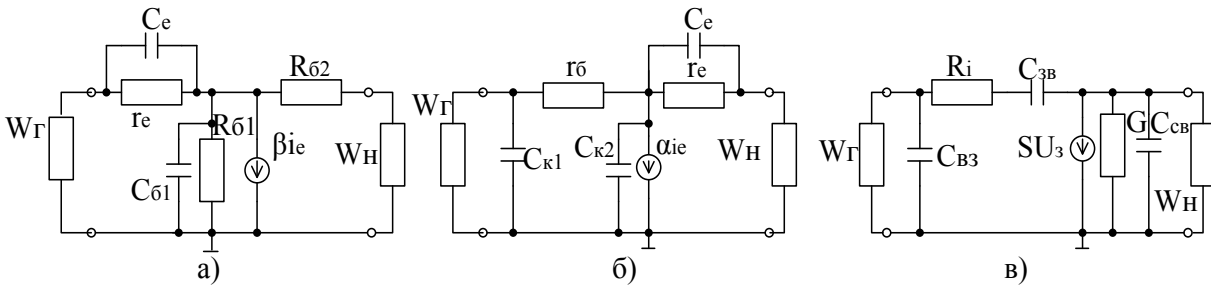 Cе
rе
Rб2
WГ
Rб1
Cб1
βiе
WН
а)
Cе
rб
rе
WГ
Cк1
Cк2
αiе
WН
б)
Ri
Cзв
WГ
Cвз
SUз
G
Cсв
WН
в)